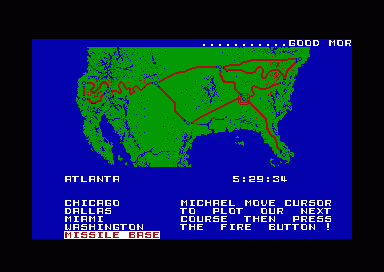 ...........GOOD MOR
ATLANTA 5:29:34
CHICAGO MICHAEL MOVE CURSOR
DALLAS TO PLOT OUR NEXT
MIAMI COURSE THEN PRESS
WASHINGTON THE FIRE BUTTON !
MISSILE BASE